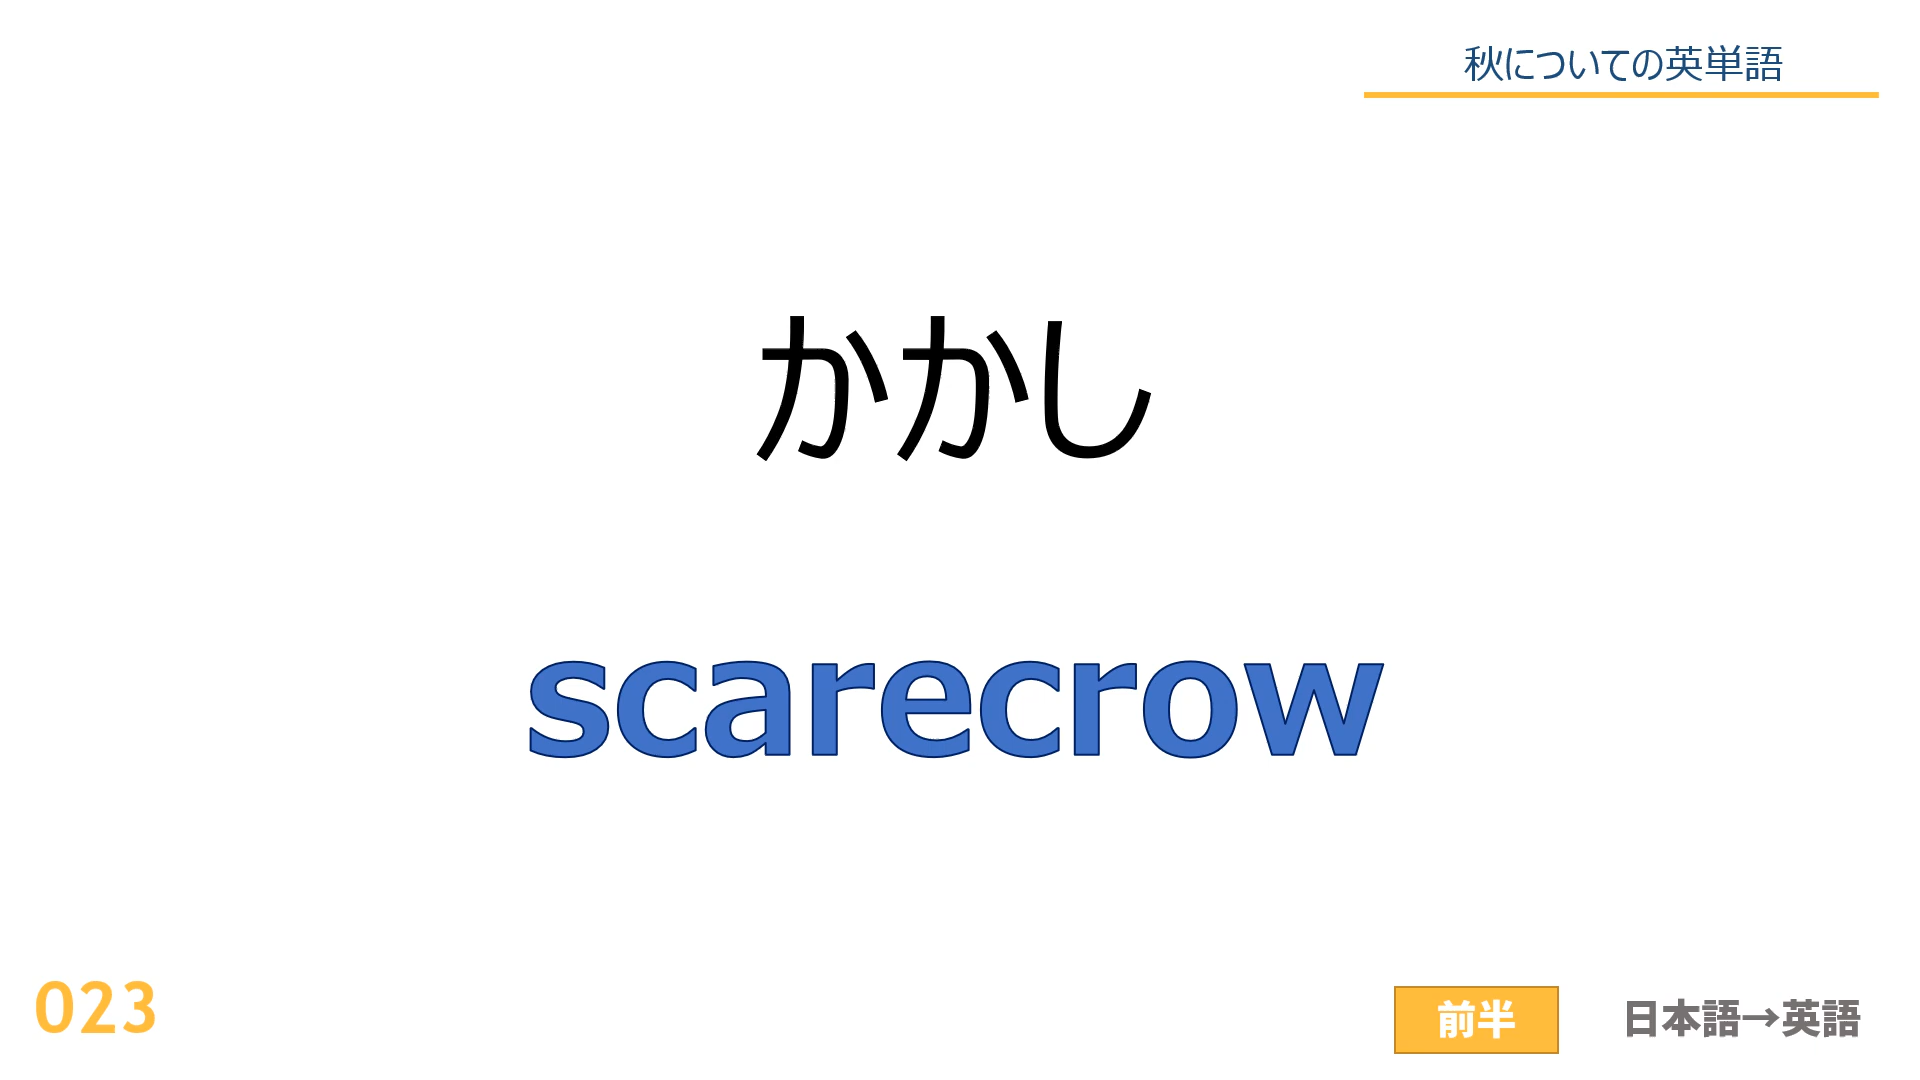 秋についての英単語
かかし
scarecrow
023
前半
日本語→英語